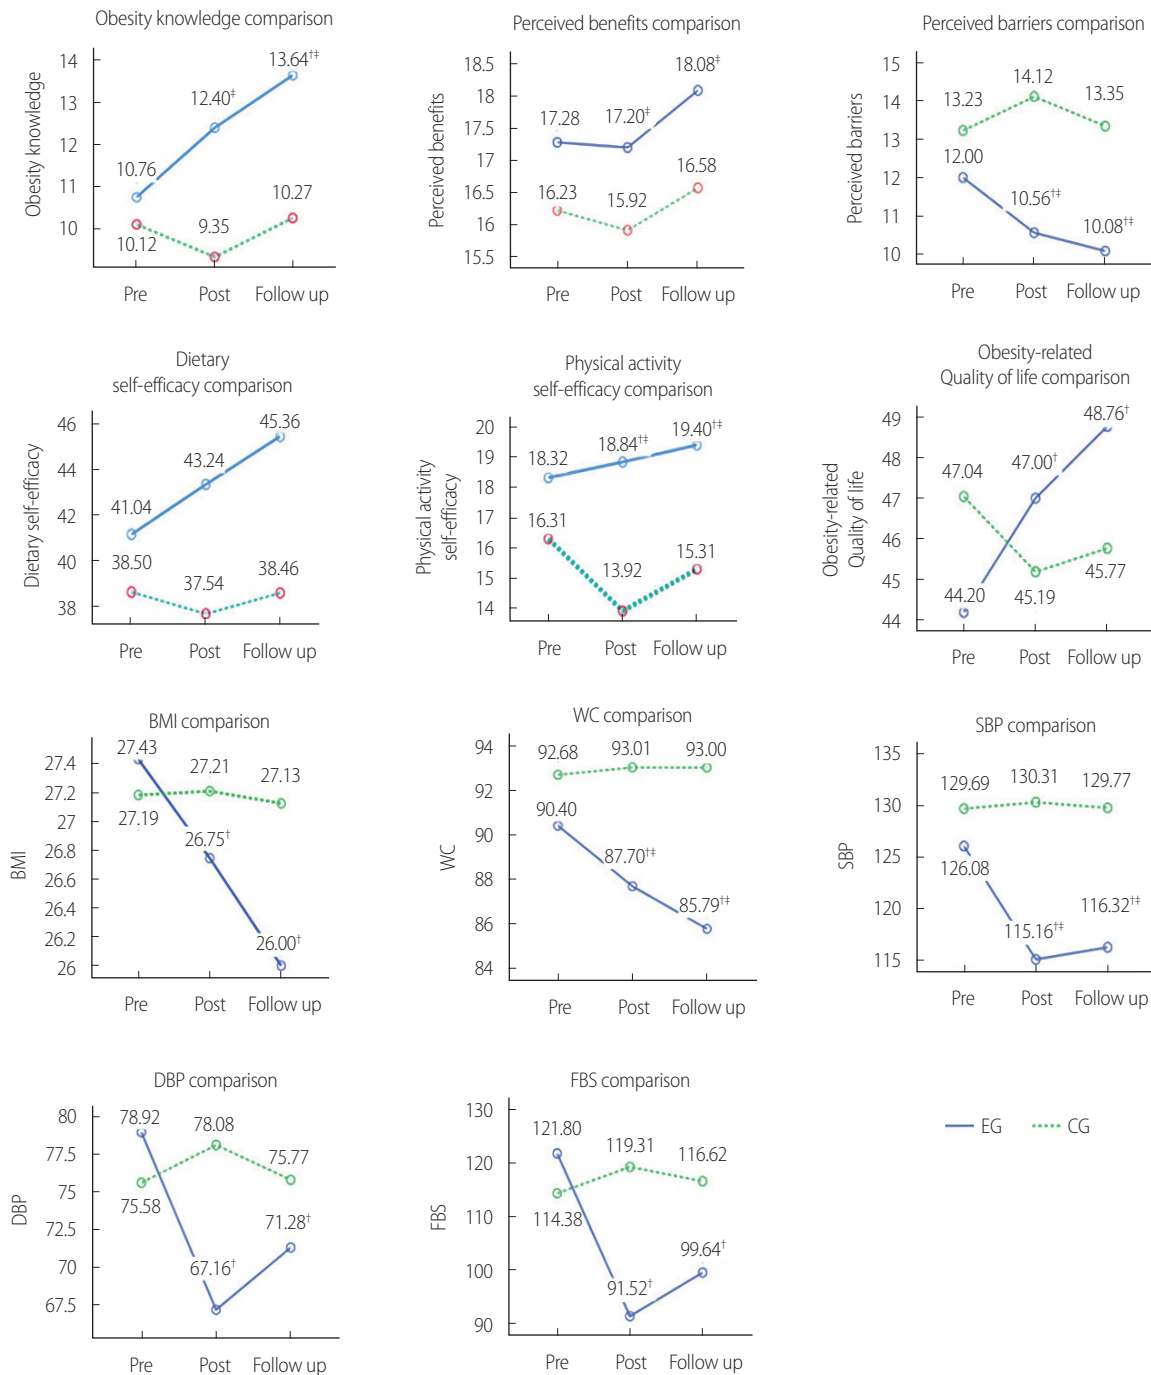 Obesity knowledge comparison
Obesity knowledge
14
13
12
11
10
10.76
12.40‡
13.64†‡
10.12
9.35
10.27
Pre
Post
Follow up
Perceived benefits comparison
Perceived benefits
18.5
18
17.5
17
16.5
16
15.5
17.28
17.20‡
18.08‡
16.23
15.92
16.58
Pre
Post
Follow up
Perceived barriers comparison
Perceived barriers
15
14
13
12
11
10
13.23
14.12
13.35
12.00
10.56†‡
10.08†‡
Pre
Post
Follow up
Dietary
self-efficacy comparison
Dietary self-efficacy
46
44
42
40
38
41.04
43.24
45.36
38.50
37.54
38.46
Pre
Post
Follow up
Physical activity
self-efficacy comparison
Physical activity
self-efficacy
20
19
18
17
16
15
14
18.32
18.84†‡
19.40†‡
16.31
13.92
15.31
Pre
Post
Follow up
Obesity-related
Quality of life comparison
Obesity-related
Quality of life
49
48
47
46
45
44
47.04
47.00†
48.76†
44.20
45.19
45.77
Pre
Post
Follow up
BMI comparison
BMI
27.4
27.2
27
26.8
26.6
26.4
26.2
26
27.43
27.21
27.13
27.19
26.75†
26.00†
Pre
Post
Follow up
WC comparison
WC
94
92
90
88
86
84
92.68
93.01
93.00
90.40
87.70†‡
85.79†‡
Pre
Post
Follow up
SBP comparison
SBP
135
130
125
120
115
129.69
130.31
129.77
126.08
115.16†‡
116.32†‡
Pre
Post
Follow up
DBP comparison
DBP
80
77.5
75
72.5
70
67.5
78.92
78.08
75.77
75.58
67.16†
71.28†
Pre
Post
Follow up
FBS comparison
FBS
130
120
110
100
90
121.80
119.31
116.62
114.38
91.52†
99.64†
Pre
Post
Follow up
EG
CG